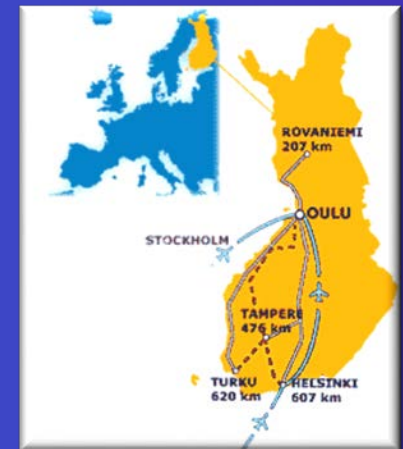 ROVANIEMI
207 km
OULU
STOCKHOLM
TAMPERE
476 km
TURKU
620 km
HELSINKI
607 km